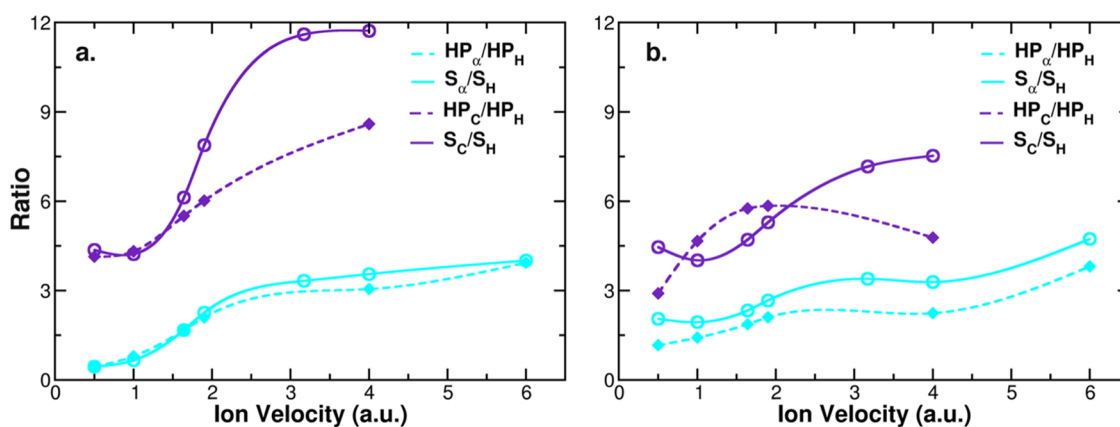 a.
HPα/HPH
Sα/SH
HPC/HPH
SC/SH
12
9
6
3
0
Ratio
0 1 2 3 4 5 6
Ion Velocity (a.u.)
b.
HPα/HPH
Sα/SH
HPC/HPH
SC/SH
12
9
6
3
0
0 1 2 3 4 5 6
Ion Velocity (a.u.)